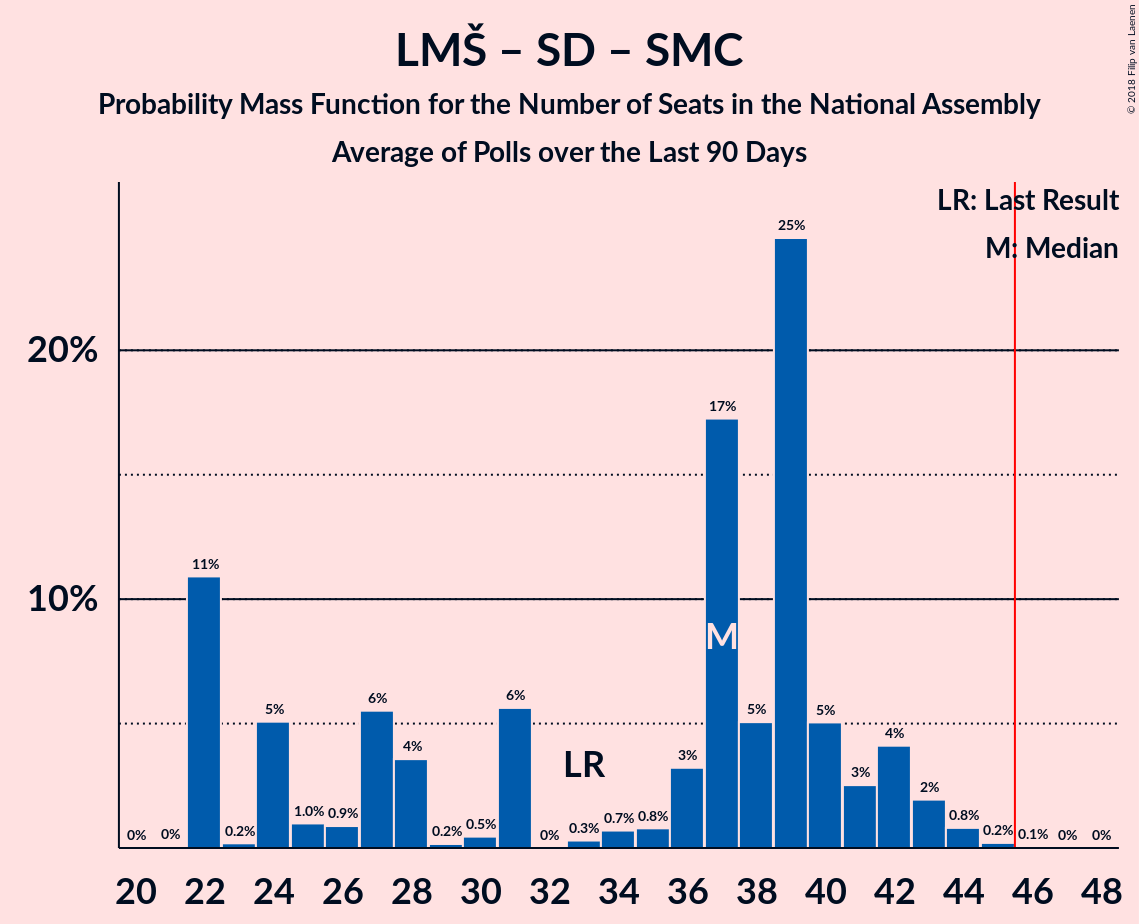 LMŠ – SD – SMC
Probability Mass Function for the Number of Seats in the National Assembly
Average of Polls over the Last 90 Days
© 2018 Filip van Laenen
LR: Last Result
M: Median
20%
10%
0% 0% 11% 0.2% 5% 1.0% 0.9% 6% 4% 0.2% 0.5% 6% 0% 0.3% 0.7% 0.8% 3% 17% 5% 25% 5% 3% 4% 2% 0.8% 0.2% 0.1% 0% 0%
M
LR
20 22 24 26 28 30 32 34 36 38 40 42 44 46 48